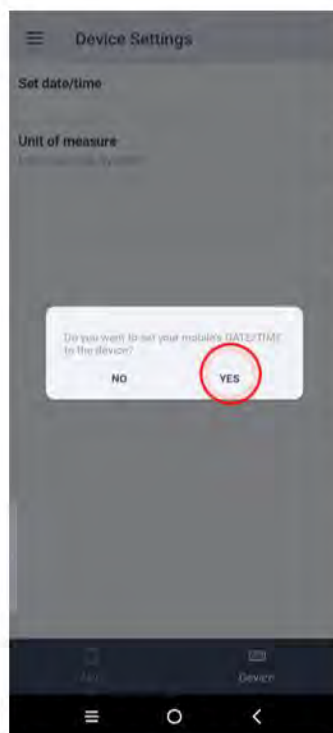 Device Settings
Set date/time
Unit of measure
Do you want to set your mobile's DATE/TIME
to the device?
NO YES
Device